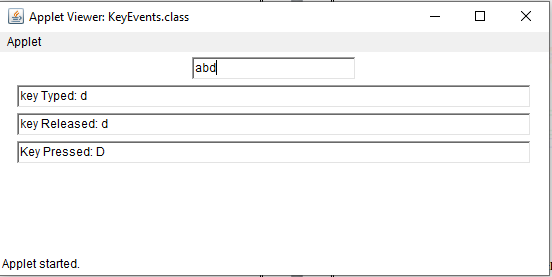 Applet Viewer: KeyEvents.class
Applet
abd
key Typed: d
key Released: d
Key Pressed: D
Applet started.